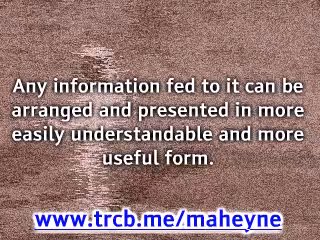 Any information fed to it can be
arranged and presented in more
easily understandable and more
useful form.
www.trcb.me/maheyne